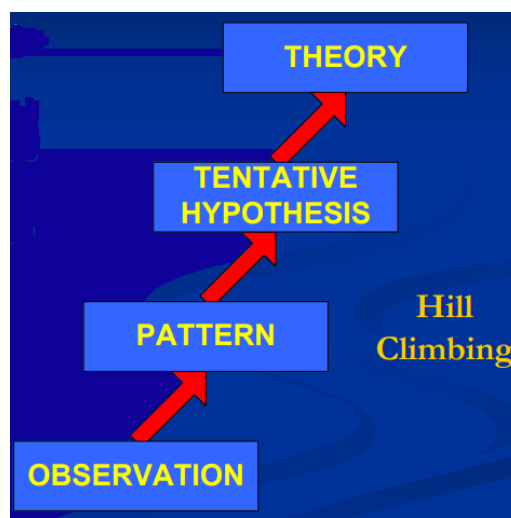 THEORY
TENTATIVE
HYPOTHESIS
PATTERN
Hill
Climbing
OBSERVATION